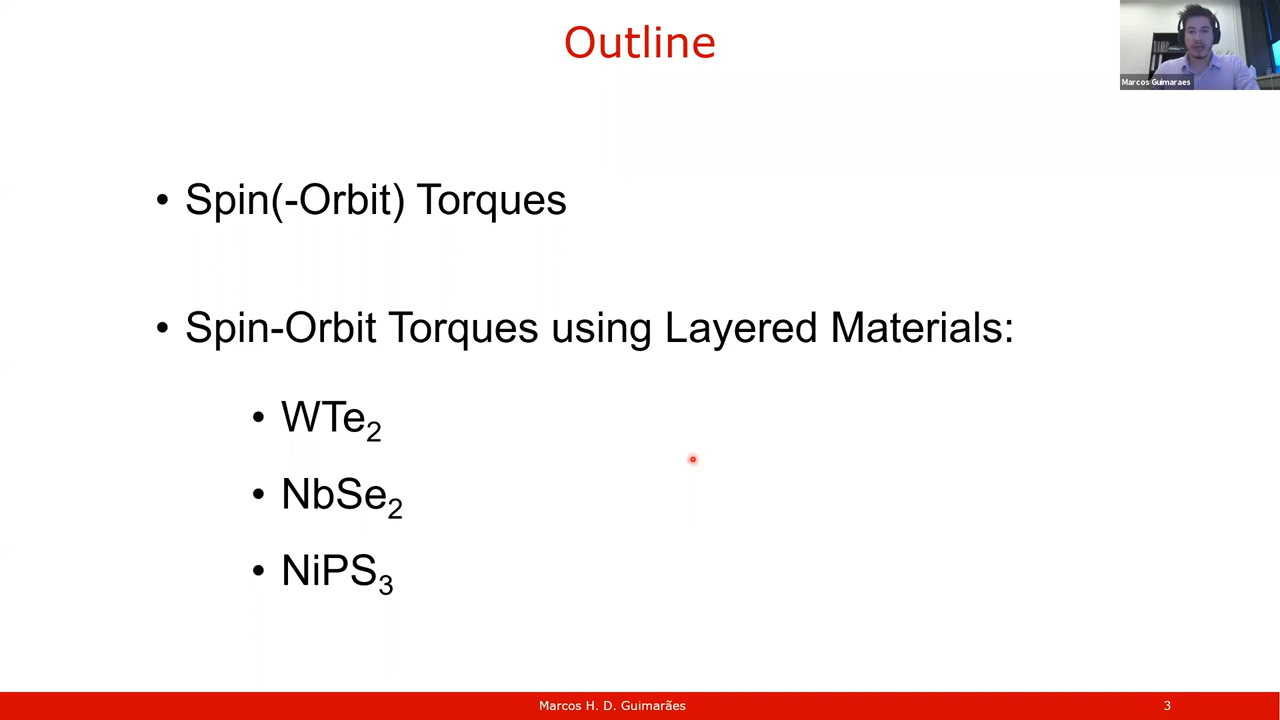 Outline
Marcos Guimaraes
• Spin(-Orbit) Torques
• Spin-Orbit Torques using Layered Materials:
• WTe₂
• NbSe₂
• NiPS₃
Marcos H. D. Guimarães
3